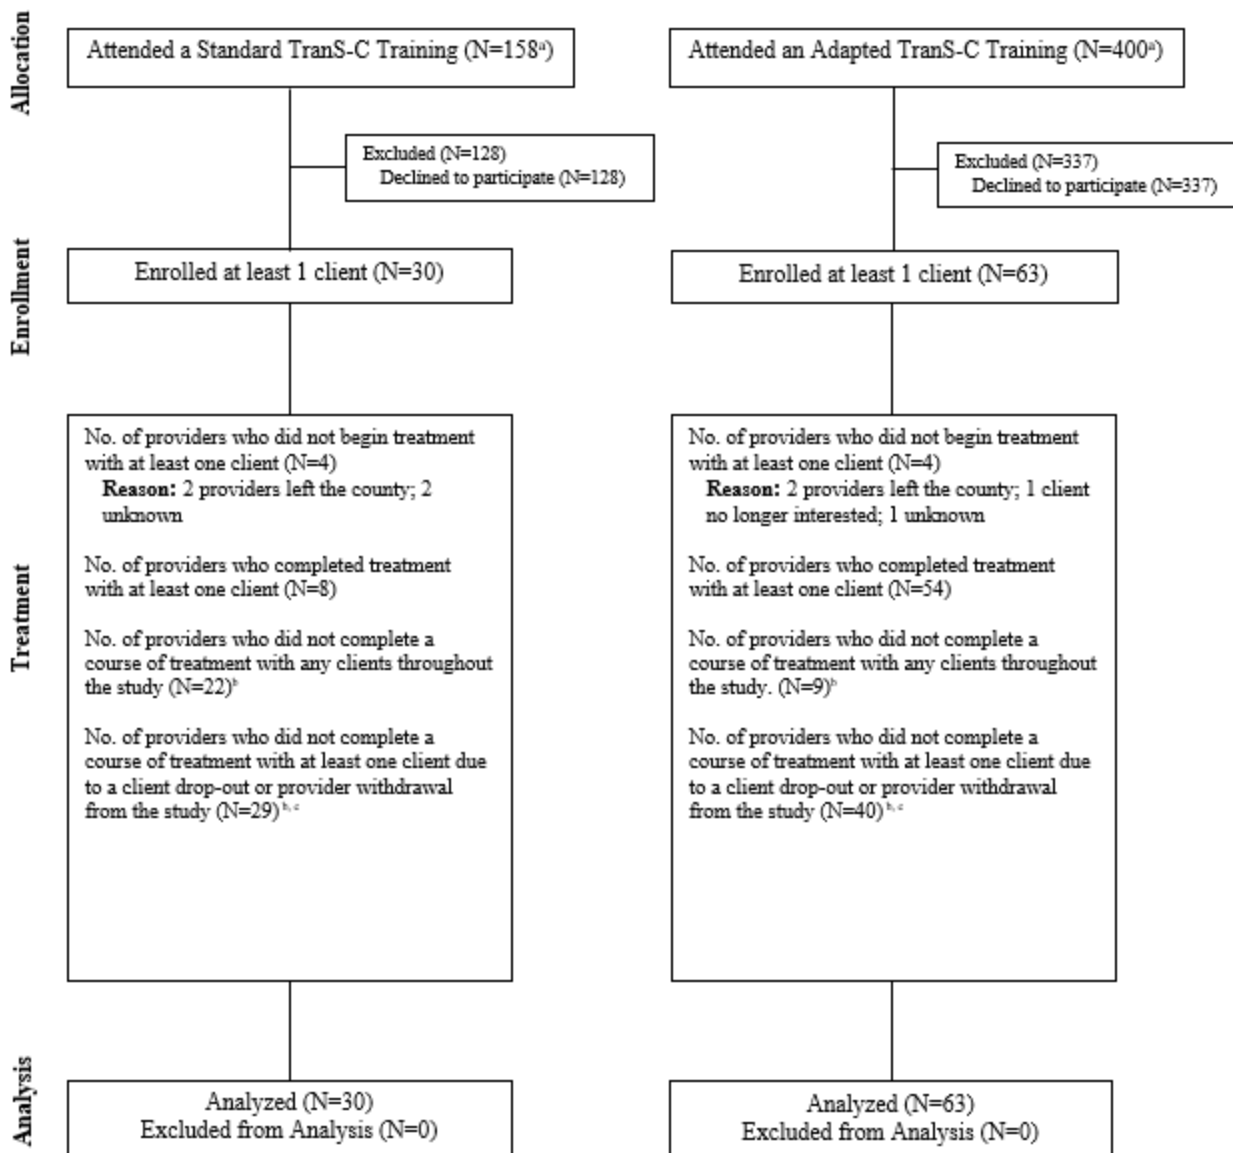 Allocation
Attended a Standard TranS-C Training (N=158ᵃ)
Excluded (N=128)
Declined to participate (N=128)
Attended an Adapted TranS-C Training (N=400ᵃ)
Excluded (N=337)
Declined to participate (N=337)
Enrollment
Enrolled at least 1 client (N=30)
Enrolled at least 1 client (N=63)
Treatment
No. of providers who did not begin treatment
with at least one client (N=4)
Reason: 2 providers left the county; 2
unknown
No. of providers who completed treatment
with at least one client (N=8)
No. of providers who did not complete a
course of treatment with any clients throughout
the study (N=22)ᵇ
No. of providers who did not complete a
course of treatment with at least one client due
to a client drop-out or provider withdrawal
from the study (N=29)ᵇ˒ᶜ
No. of providers who did not begin treatment
with at least one client (N=4)
Reason: 2 providers left the county; 1 client
no longer interested; 1 unknown
No. of providers who completed treatment
with at least one client (N=54)
No. of providers who did not complete a
course of treatment with any clients throughout
the study. (N=9)ᵇ
No. of providers who did not complete a
course of treatment with at least one client due
to a client drop-out or provider withdrawal
from the study (N=40)ᵇ˒ᶜ
Analysis
Analyzed (N=30)
Excluded from Analysis (N=0)
Analyzed (N=63)
Excluded from Analysis (N=0)